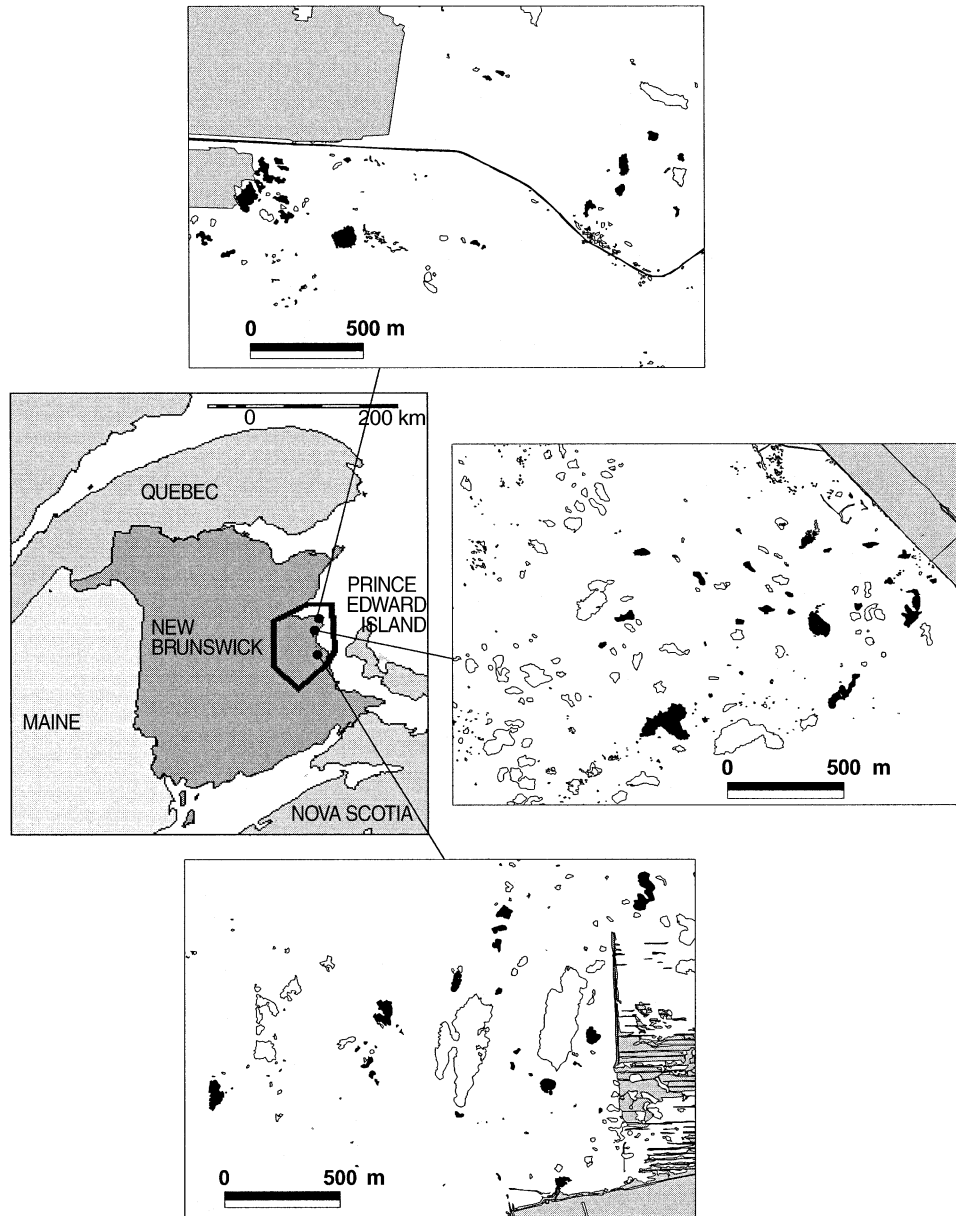 0 500 m
0 200 km
QUEBEC
PRINCE
EDWARD
ISLAND
NEW
BRUNSWICK
MAINE
NOVA SCOTIA
0 500 m
0 500 m